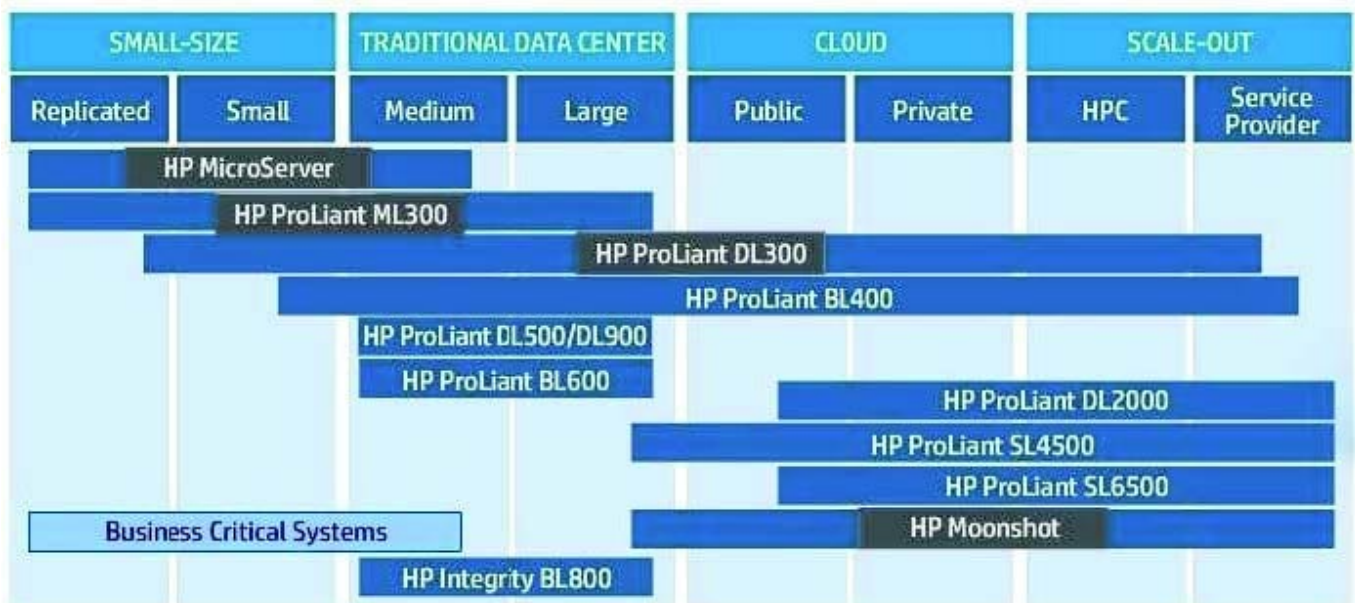 SMALL-SIZE TRADITIONAL DATA CENTER CLOUD SCALE-OUT
Replicated Small Medium Large Public Private HPC Service Provider
HP MicroServer
HP ProLiant ML300
HP ProLiant DL300
HP ProLiant BL400
HP ProLiant DL500/DL900
HP ProLiant BL600
HP ProLiant DL2000
HP ProLiant SL4500
HP ProLiant SL6500
Business Critical Systems HP Moonshot
HP Integrity BL800